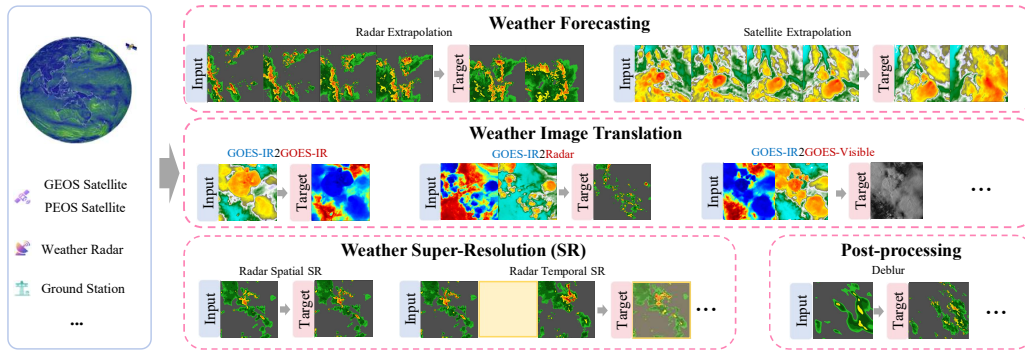 GEOS Satellite
PEOS Satellite
Weather Radar
Ground Station
...
Weather Forecasting
Radar Extrapolation
Input
Target
Satellite Extrapolation
Input
Target
Weather Image Translation
GOES-IR2GOES-IR
Input
Target
GOES-IR2Radar
Input
Target
GOES-IR2GOES-Visible
Input
Target
...
Weather Super-Resolution (SR)
Radar Spatial SR
Input
Target
Radar Temporal SR
Input
Target
...
Post-processing
Deblur
Input
Target
...